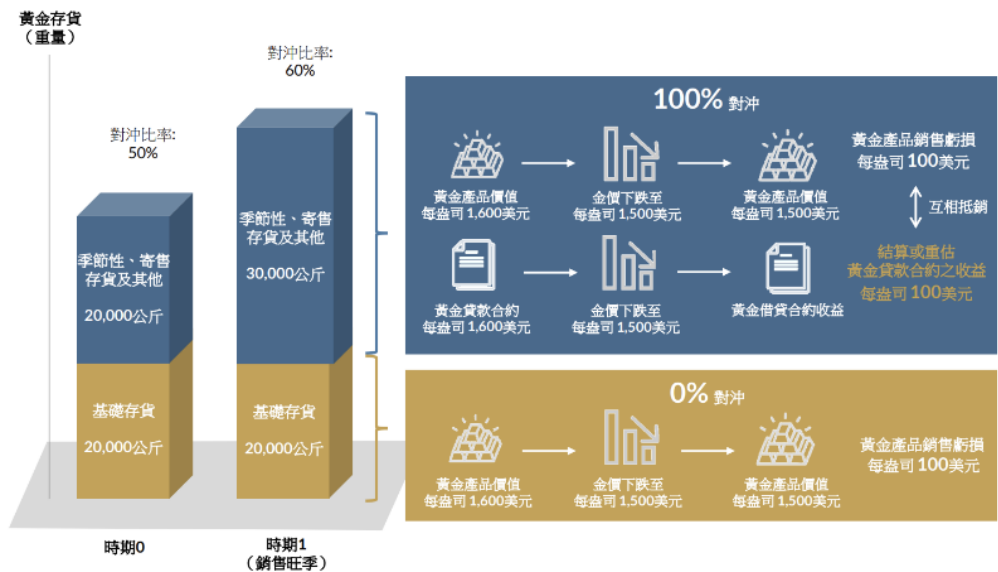 黃金存貨
（重量）
對沖比率:
60%
對沖比率:
50%
季節性、寄售
存貨及其他
20,000公斤
基礎存貨
20,000公斤
季節性、寄售
存貨及其他
30,000公斤
基礎存貨
20,000公斤
時期0
時期1
（銷售旺季）
100% 對沖
黃金產品價值
每盎司 1,600美元
金價下跌至
每盎司 1,500美元
黃金產品價值
每盎司 1,500美元
黃金產品銷售虧損
每盎司 100美元
互相抵銷
黃金貸款合約
每盎司 1,600美元
金價下跌至
每盎司 1,500美元
黃金借貸合約收益
結算或重估
黃金貸款合約之收益
每盎司 100美元
0% 對沖
黃金產品價值
每盎司 1,600美元
金價下跌至
每盎司 1,500美元
黃金產品價值
每盎司 1,500美元
黃金產品銷售虧損
每盎司 100美元